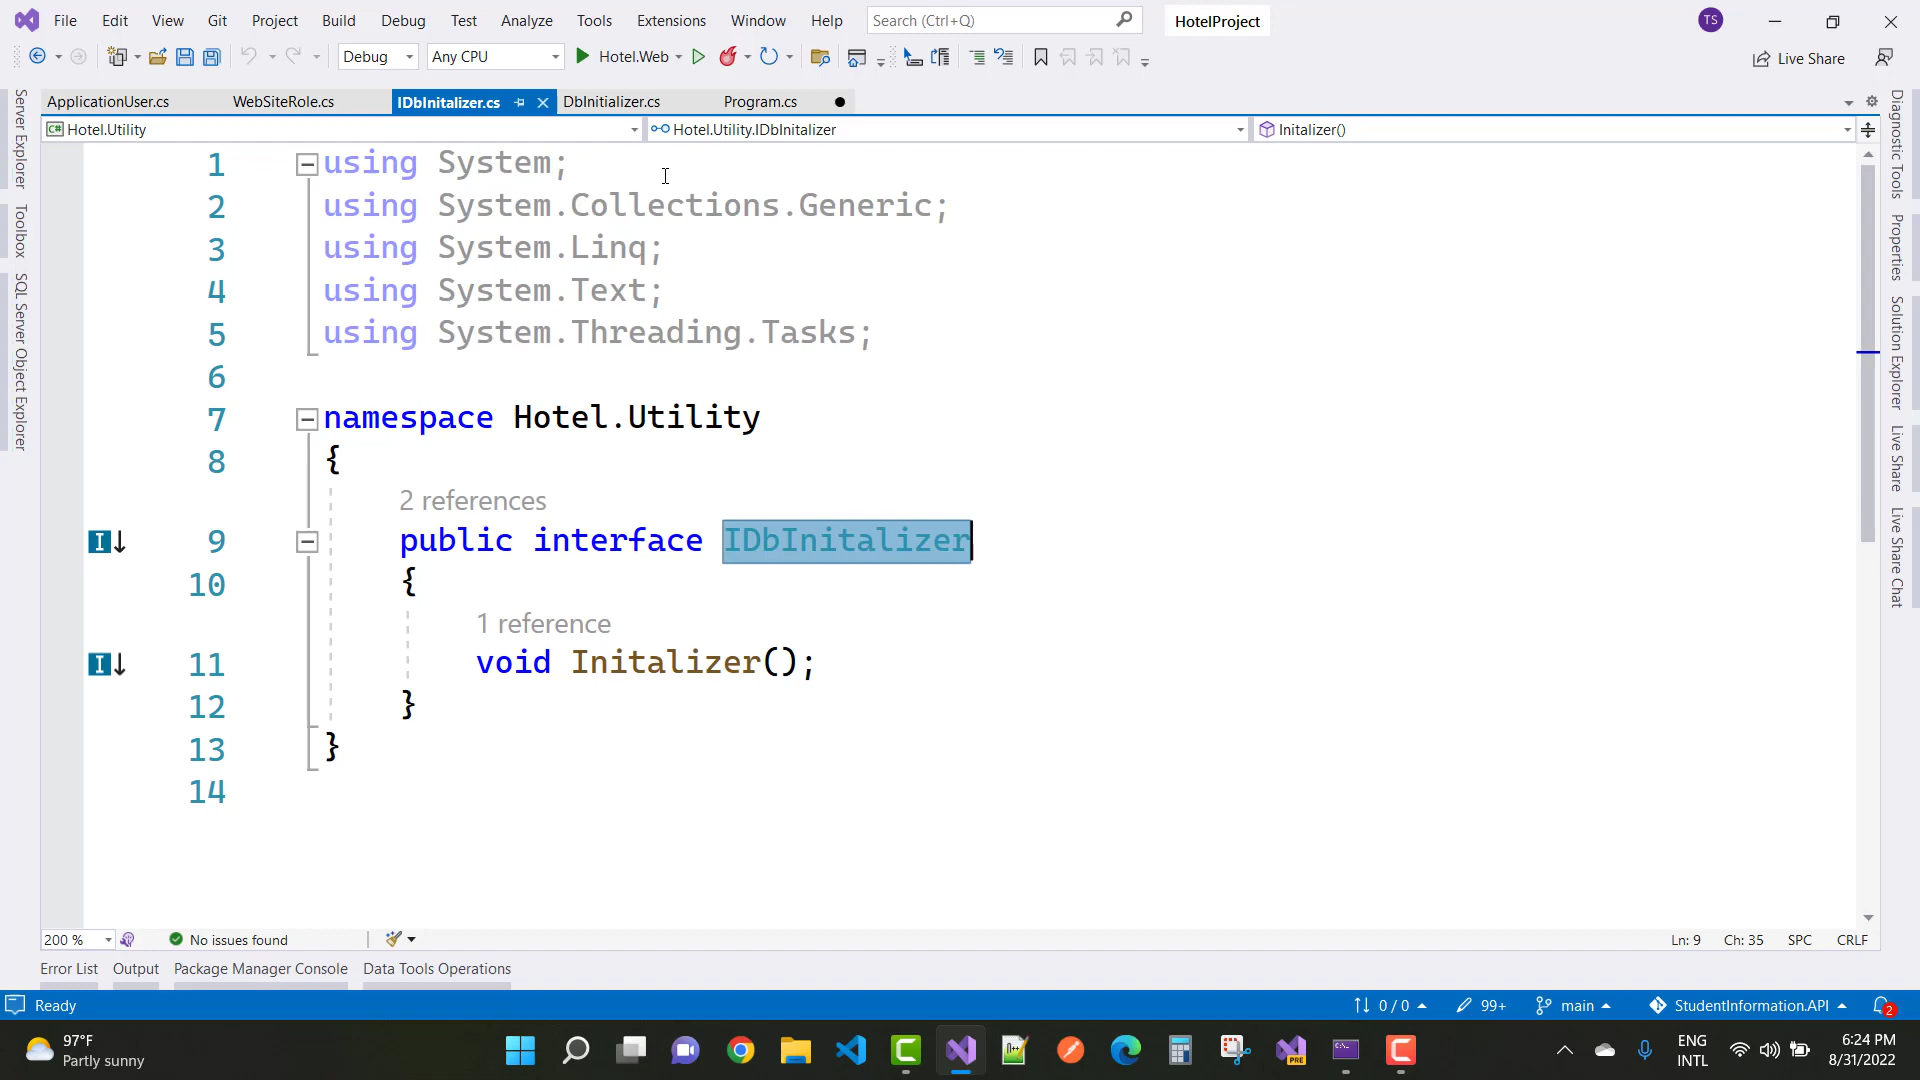 File Edit View Git Project Build Debug Test Analyze Tools Extensions Window Help Search (Ctrl+Q) HotelProject TS
Debug Any CPU Hotel.Web Live Share
ApplicationUser.cs WebSiteRole.cs IDbInitalizer.cs DbInitializer.cs Program.cs
Hotel.Utility Hotel.Utility.IDbInitalizer Initalizer()
Server Explorer
Toolbox
SQL Server Object Explorer
1 using System;
2 using System.Collections.Generic;
3 using System.Linq;
4 using System.Text;
5 using System.Threading.Tasks;
6
7 namespace Hotel.Utility
8 {
2 references
9 public interface IDbInitalizer
10 {
1 reference
11 void Initalizer();
12 }
13 }
14
Diagnostic Tools
Properties
Solution Explorer
Live Share
Live Share Chat
200 % No issues found Ln: 9 Ch: 35 SPC CRLF
Error List Output Package Manager Console Data Tools Operations
Ready 0 / 0 99+ main StudentInformation.API 2
97°F
Partly sunny
PRE
ENG
INTL
6:24 PM
8/31/2022